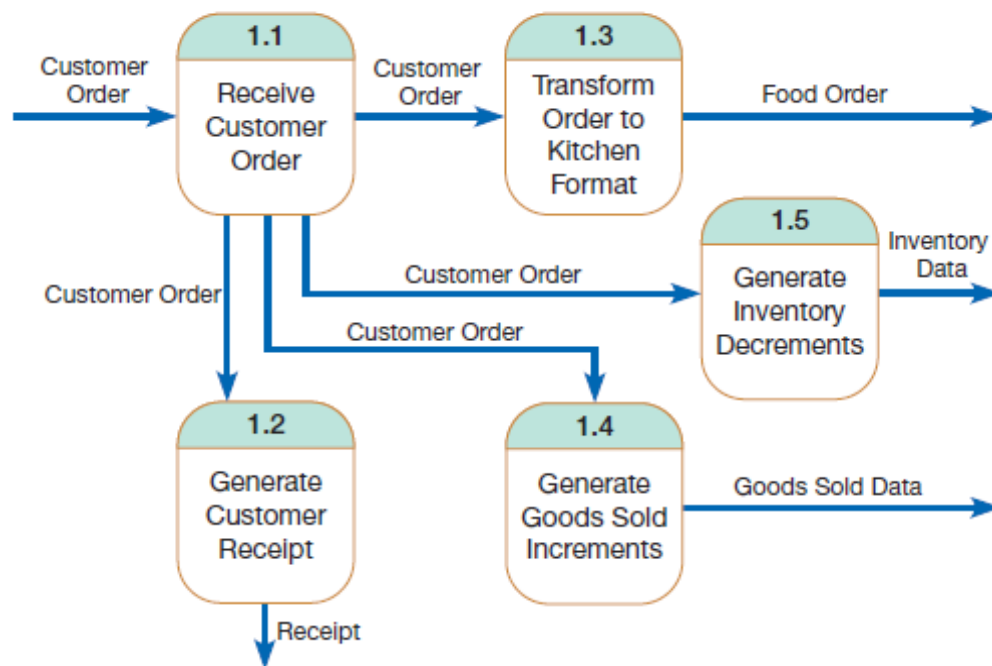 1.1
Customer
Order
Receive
Customer
Order
Customer
Order
1.3
Transform
Order to
Kitchen
Format
Food Order
1.5
Generate
Inventory
Decrements
Inventory
Data
Customer Order
Customer Order
Customer Order
1.2
Generate
Customer
Receipt
1.4
Generate
Goods Sold
Increments
Goods Sold Data
Receipt